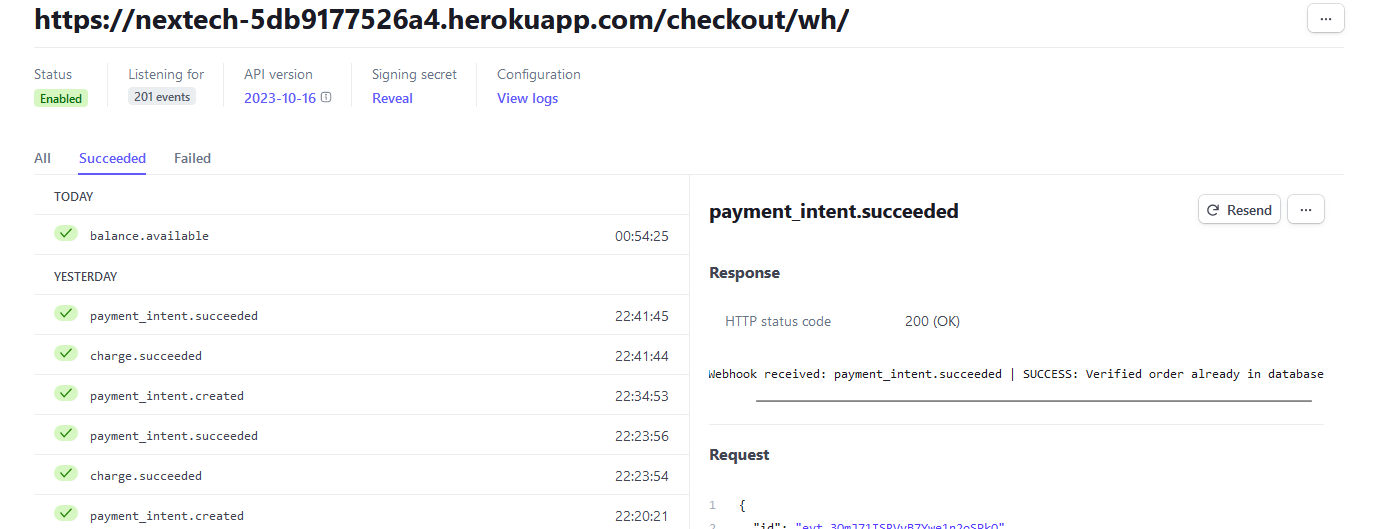 https://nextech-5db9177526a4.herokuapp.com/checkout/wh/
...
Status Listening for API version Signing secret Configuration
Enabled 201 events 2023-10-16 Reveal View logs
All Succeeded Failed
TODAY
balance.available 00:54:25
YESTERDAY
payment_intent.succeeded 22:41:45
charge.succeeded 22:41:44
payment_intent.created 22:34:53
payment_intent.succeeded 22:23:56
charge.succeeded 22:23:54
payment_intent.created 22:20:21
payment_intent.succeeded Resend ...
Response
HTTP status code 200 (OK)
Webhook received: payment_intent.succeeded | SUCCESS: Verified order already in database
Request
1 {
2 "id":